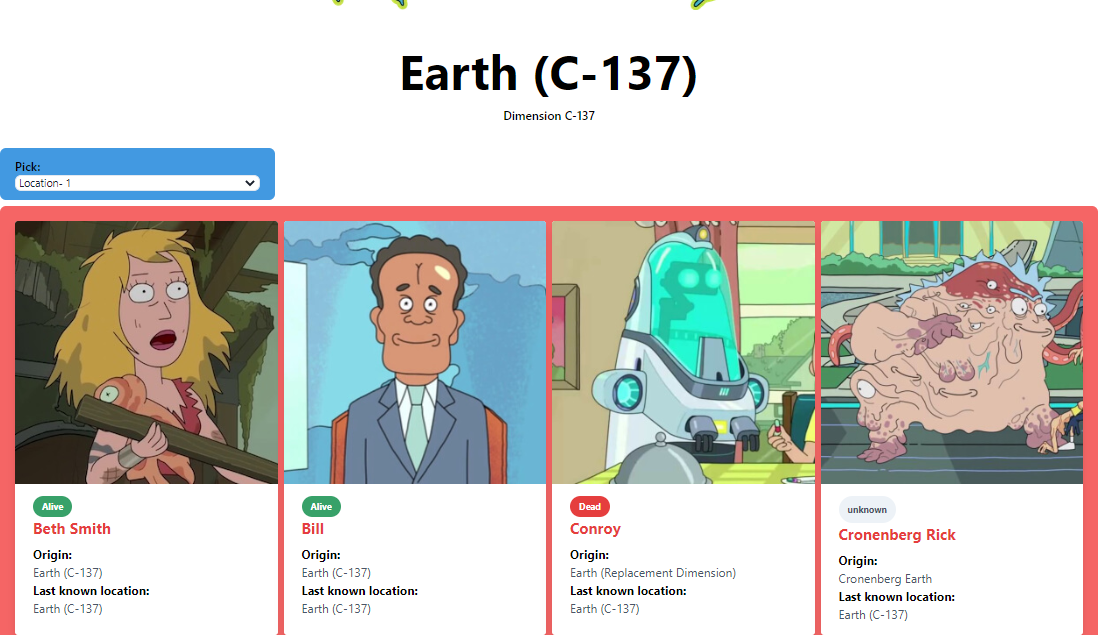 Earth (C-137)
Dimension C-137
Pick:
Location- 1
Alive
Beth Smith
Origin:
Earth (C-137)
Last known location:
Earth (C-137)
Alive
Bill
Origin:
Earth (C-137)
Last known location:
Earth (C-137)
Dead
Conroy
Origin:
Earth (Replacement Dimension)
Last known location:
Earth (C-137)
unknown
Cronenberg Rick
Origin:
Cronenberg Earth
Last known location:
Earth (C-137)